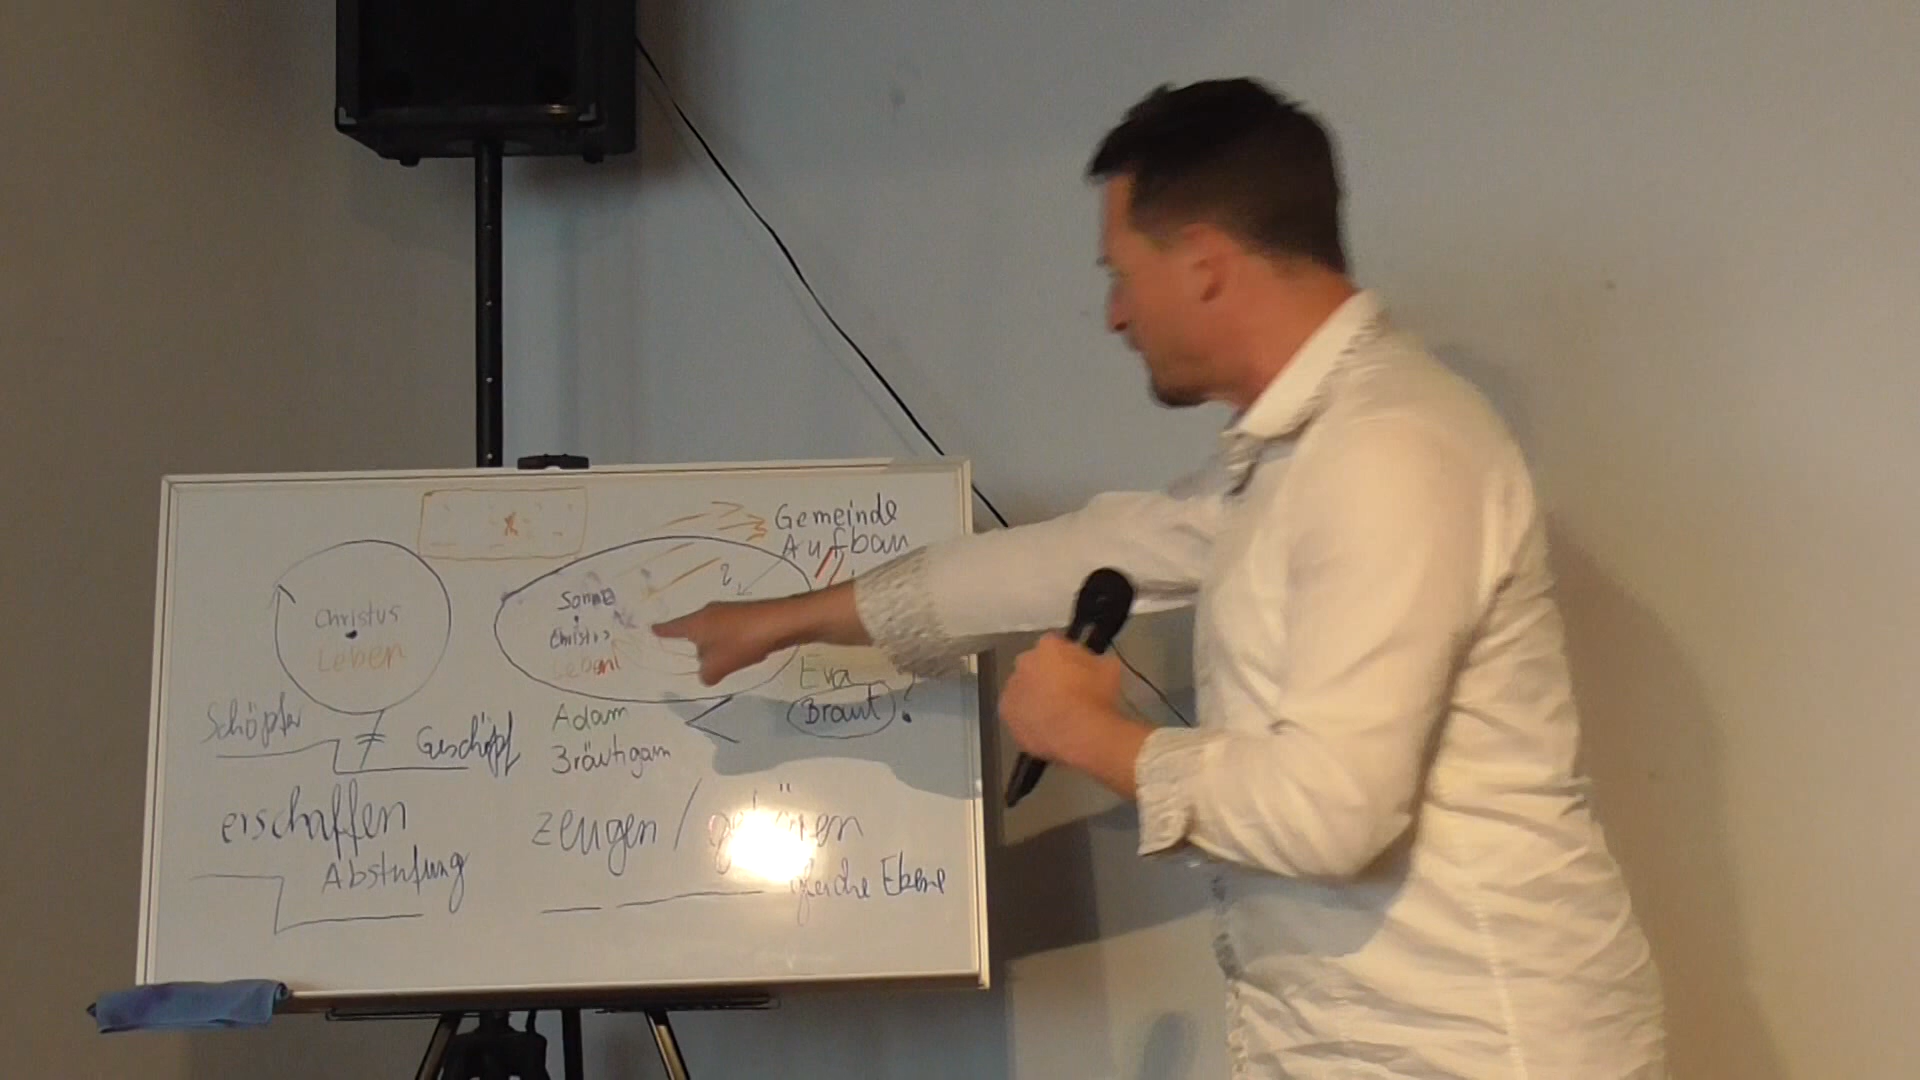 Gemeinde
Aufbau
Christus
Leben
Sonne
Christus
Leben
Eva
Braut ?
Schöpfer
≠ Geschöpf
Adam
Bräutigam
<
erschaffen
Abstufung
zeugen /
gleiche Ebene